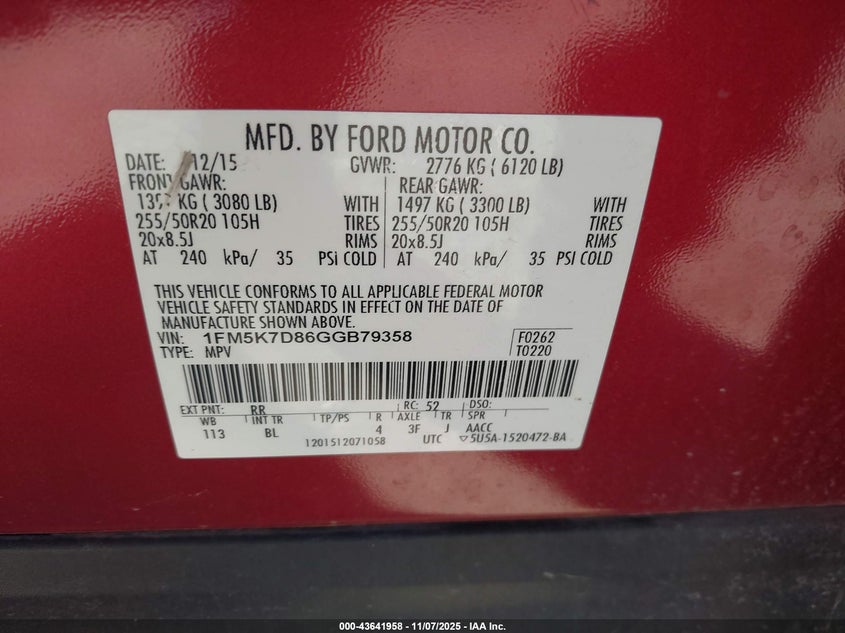 MFD. BY FORD MOTOR CO.
DATE: 12/15 GVWR: 2776 KG ( 6120 LB)
FRONT GAWR: REAR GAWR:
KG ( 3080 LB) WITH 1497 KG ( 3300 LB) WITH
255/50R20 105H TIRES 255/50R20 105H TIRES
20x8.5J RIMS 20x8.5J RIMS
AT 240 kPa/ 35 PSI COLD AT 240 kPa/ 35 PSI COLD
THIS VEHICLE CONFORMS TO ALL APPLICABLE FEDERAL MOTOR
VEHICLE SAFETY STANDARDS IN EFFECT ON THE DATE OF
MANUFACTURE SHOWN ABOVE.
VIN: 1FM5K7D86GGB79358 F0262
TYPE: MPV T0220
EXT PNT: RR RC: 52 DSO:
WB INT TR TP/PS R AXLE TR SPR
113 BL 4 3F J AACC
1201512071058 UTC ▽5U5A-1520472-BA
000-43641958 - 11/07/2025 - IAA Inc.